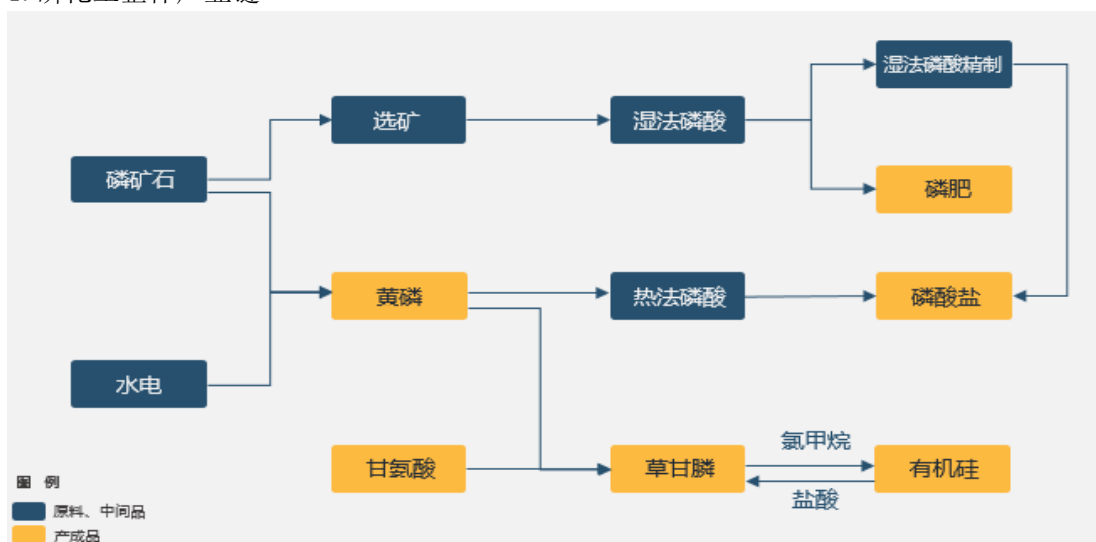 湿法磷酸精制
选矿
湿法磷酸
磷矿石
磷肥
黄磷
热法磷酸
磷酸盐
水电
氯甲烷
甘氨酸
草甘膦
有机硅
盐酸
图 例
原料、中间品
产成品